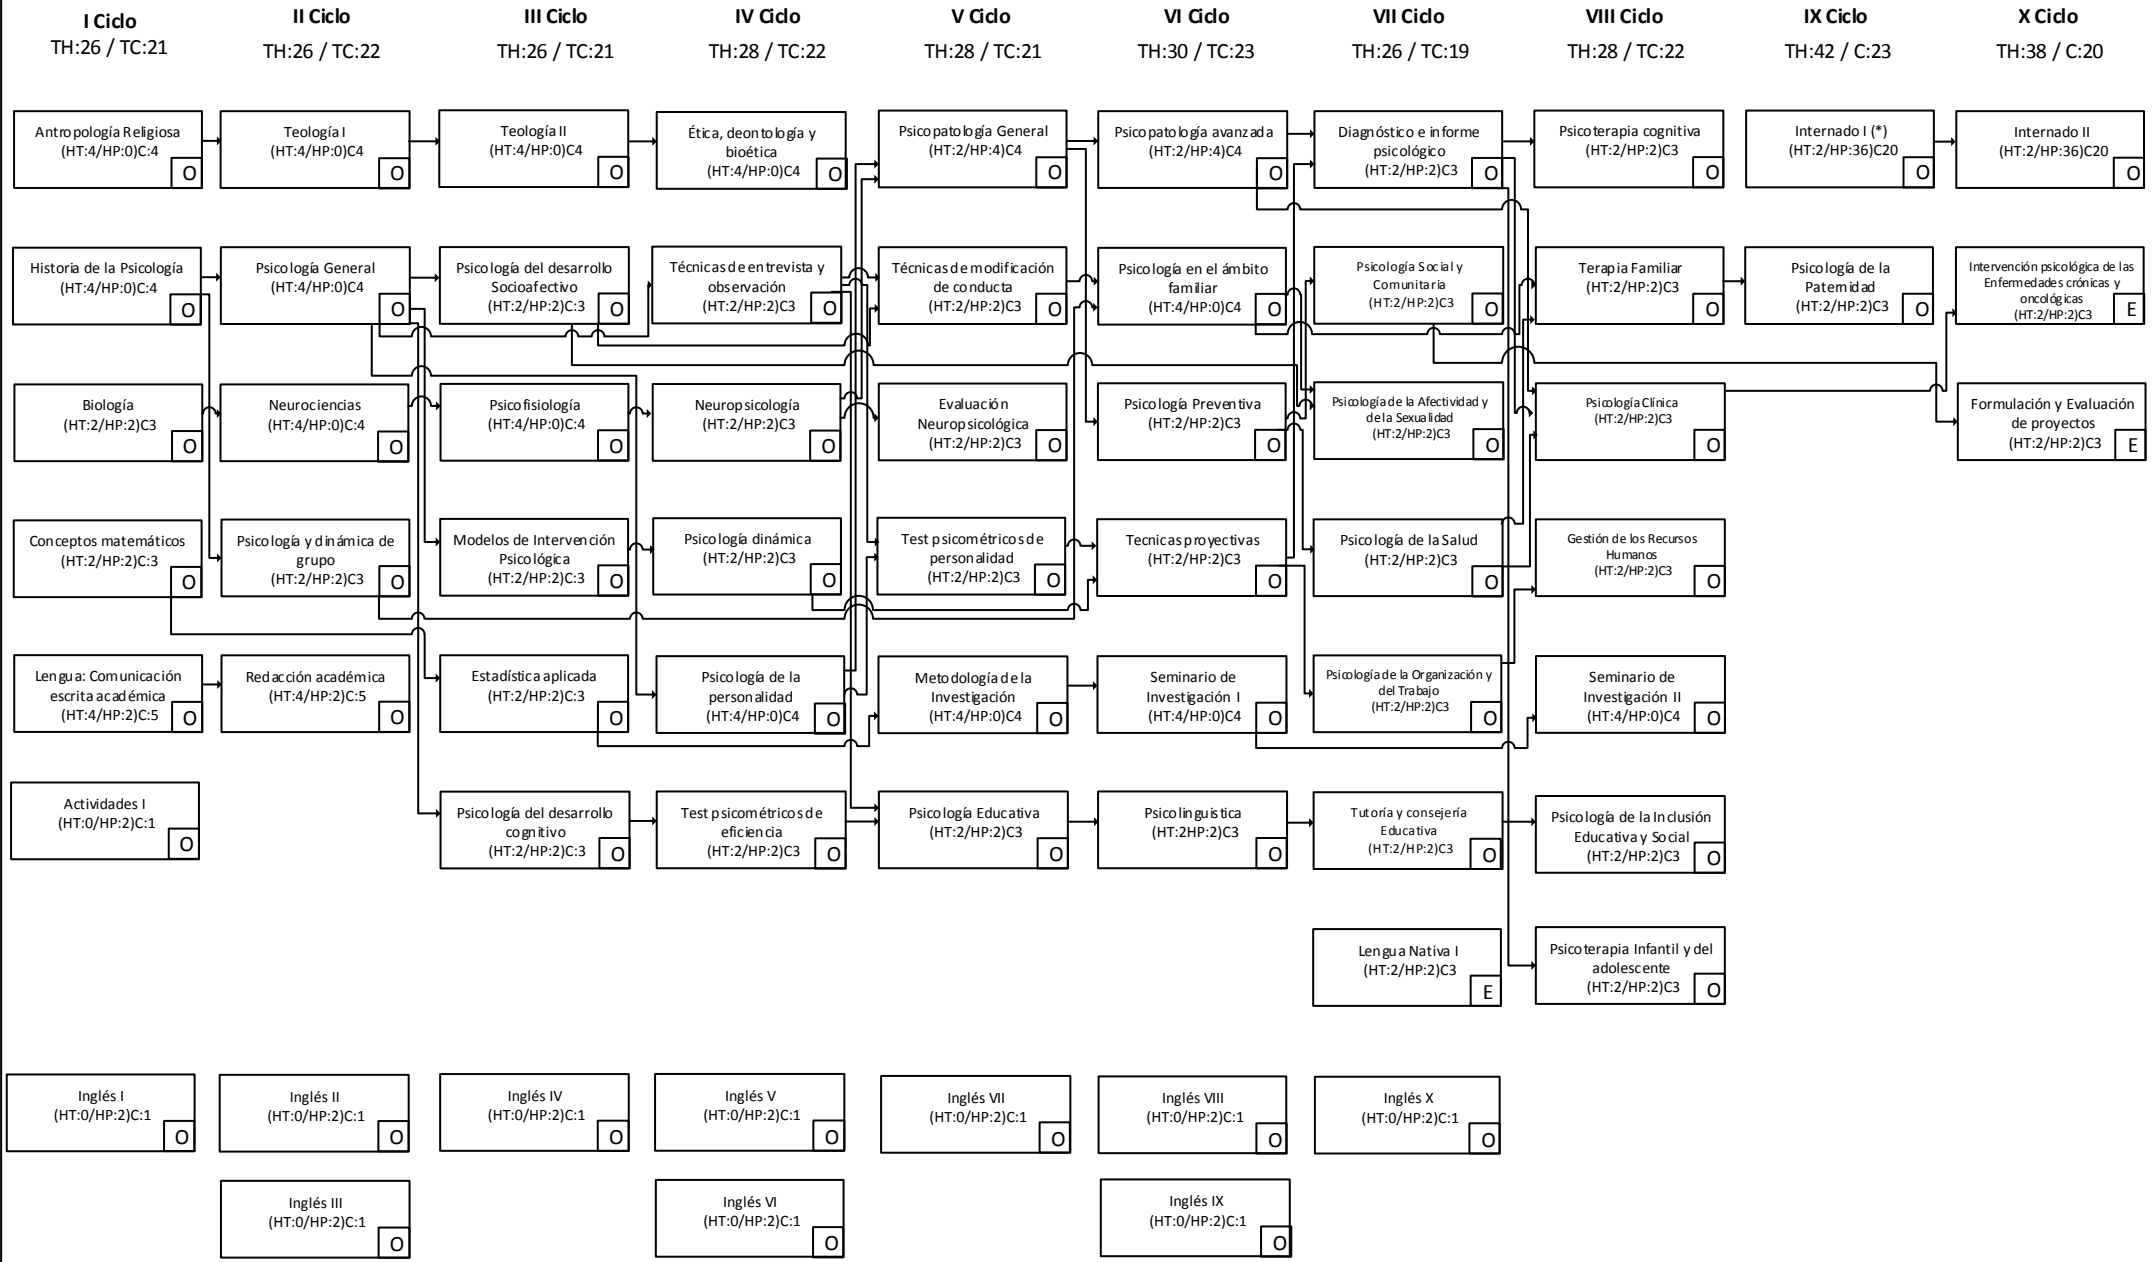 I Ciclo
TH:26 / TC:21
Antropología Religiosa
(HT:4/HP:0)C:4
O
Historia de la Psicología
(HT:4/HP:0)C:4
O
Biología
(HT:2/HP:2)C3
O
Conceptos matemáticos
(HT:2/HP:2)C:3
O
Lengua: Comunicación
escrita académica
(HT:4/HP:2)C:5
O
Actividades I
(HT:0/HP:2)C:1
O
Inglés I
(HT:0/HP:2)C:1
O
II Ciclo
TH:26 / TC:22
Teología I
(HT:4/HP:0)C4
O
Psicología General
(HT:4/HP:0)C4
O
Neurociencias
(HT:4/HP:0)C:4
O
Psicología y dinámica de
grupo
(HT:2/HP:2)C3
O
Redacción académica
(HT:4/HP:2)C:5
O
Inglés II
(HT:0/HP:2)C:1
O
Inglés III
(HT:0/HP:2)C:1
O
III Ciclo
TH:26 / TC:21
Teología II
(HT:4/HP:0)C4
O
Psicología del desarrollo
Socioafectivo
(HT:2/HP:2)C:3
O
Psicofisiología
(HT:4/HP:0)C:4
O
Modelos de Intervención
Psicológica
(HT:2/HP:2)C:3
O
Estadística aplicada
(HT:2/HP:2)C:3
O
Psicología del desarrollo
cognitivo
(HT:2/HP:2)C:3
O
Inglés IV
(HT:0/HP:2)C:1
O
IV Ciclo
TH:28 / TC:22
Ética, deontología y
bioética
(HT:4/HP:0)C4
O
Técnicas de entrevista y
observación
(HT:2/HP:2)C3
O
Neuropsicología
(HT:2/HP:2)C3
O
Psicología dinámica
(HT:2/HP:2)C3
O
Psicología de la
personalidad
(HT:4/HP:0)C4
O
Test psicométricos de
eficiencia
(HT:2/HP:2)C3
O
Inglés V
(HT:0/HP:2)C:1
O
Inglés VI
(HT:0/HP:2)C:1
O
V Ciclo
TH:28 / TC:21
Psicopatología General
(HT:2/HP:4)C4
O
Técnicas de modificación
de conducta
(HT:2/HP:2)C3
O
Evaluación
Neuropsicológica
(HT:2/HP:2)C3
O
Test psicométricos de
personalidad
(HT:2/HP:2)C3
O
Metodología de la
Investigación
(HT:4/HP:0)C4
O
Psicología Educativa
(HT:2/HP:2)C3
O
Inglés VII
(HT:0/HP:2)C:1
O
VI Ciclo
TH:30 / TC:23
Psicopatología avanzada
(HT:2/HP:4)C4
O
Psicología en el ámbito
familiar
(HT:4/HP:0)C4
O
Psicología Preventiva
(HT:2/HP:2)C3
O
Tecnicas proyectivas
(HT:2/HP:2)C3
O
Seminario de
Investigación I
(HT:4/HP:0)C4
O
Psicolinguistica
(HT:2HP:2)C3
O
Inglés VIII
(HT:0/HP:2)C:1
O
Inglés IX
(HT:0/HP:2)C:1
O
VII Ciclo
TH:26 / TC:19
Diagnóstico e informe
psicológico
(HT:2/HP:2)C3
O
Psicología Social y
Comunitaria
(HT:2/HP:2)C3
O
Psicología de la Afectividad y
de la Sexualidad
(HT:2/HP:2)C3
O
Psicología de la Salud
(HT:2/HP:2)C3
O
Psicología de la Organización y
del Trabajo
(HT:2/HP:2)C3
O
Tutoría y consejería
Educativa
(HT:2/HP:2)C3
O
Lengua Nativa I
(HT:2/HP:2)C3
E
Inglés X
(HT:0/HP:2)C:1
O
VIII Ciclo
TH:28 / TC:22
Psicoterapia cognitiva
(HT:2/HP:2)C3
O
Terapia Familiar
(HT:2/HP:2)C3
O
Psicología Clínica
(HT:2/HP:2)C3
O
Gestión de los Recursos
Humanos
(HT:2/HP:2)C3
O
Seminario de
Investigación II
(HT:4/HP:0)C4
O
Psicología de la Inclusión
Educativa y Social
(HT:2/HP:2)C3
O
Psicoterapia Infantil y del
adolescente
(HT:2/HP:2)C3
O
IX Ciclo
TH:42 / C:23
Internado I (*)
(HT:2/HP:36)C20
O
Psicología de la
Paternidad
(HT:2/HP:2)C3
O
X Ciclo
TH:38 / C:20
Internado II
(HT:2/HP:36)C20
O
Intervención psicológica de las
Enfermedades crónicas y
oncológicas
(HT:2/HP:2)C3
E
Formulación y Evaluación
de proyectos
(HT:2/HP:2)C3
E